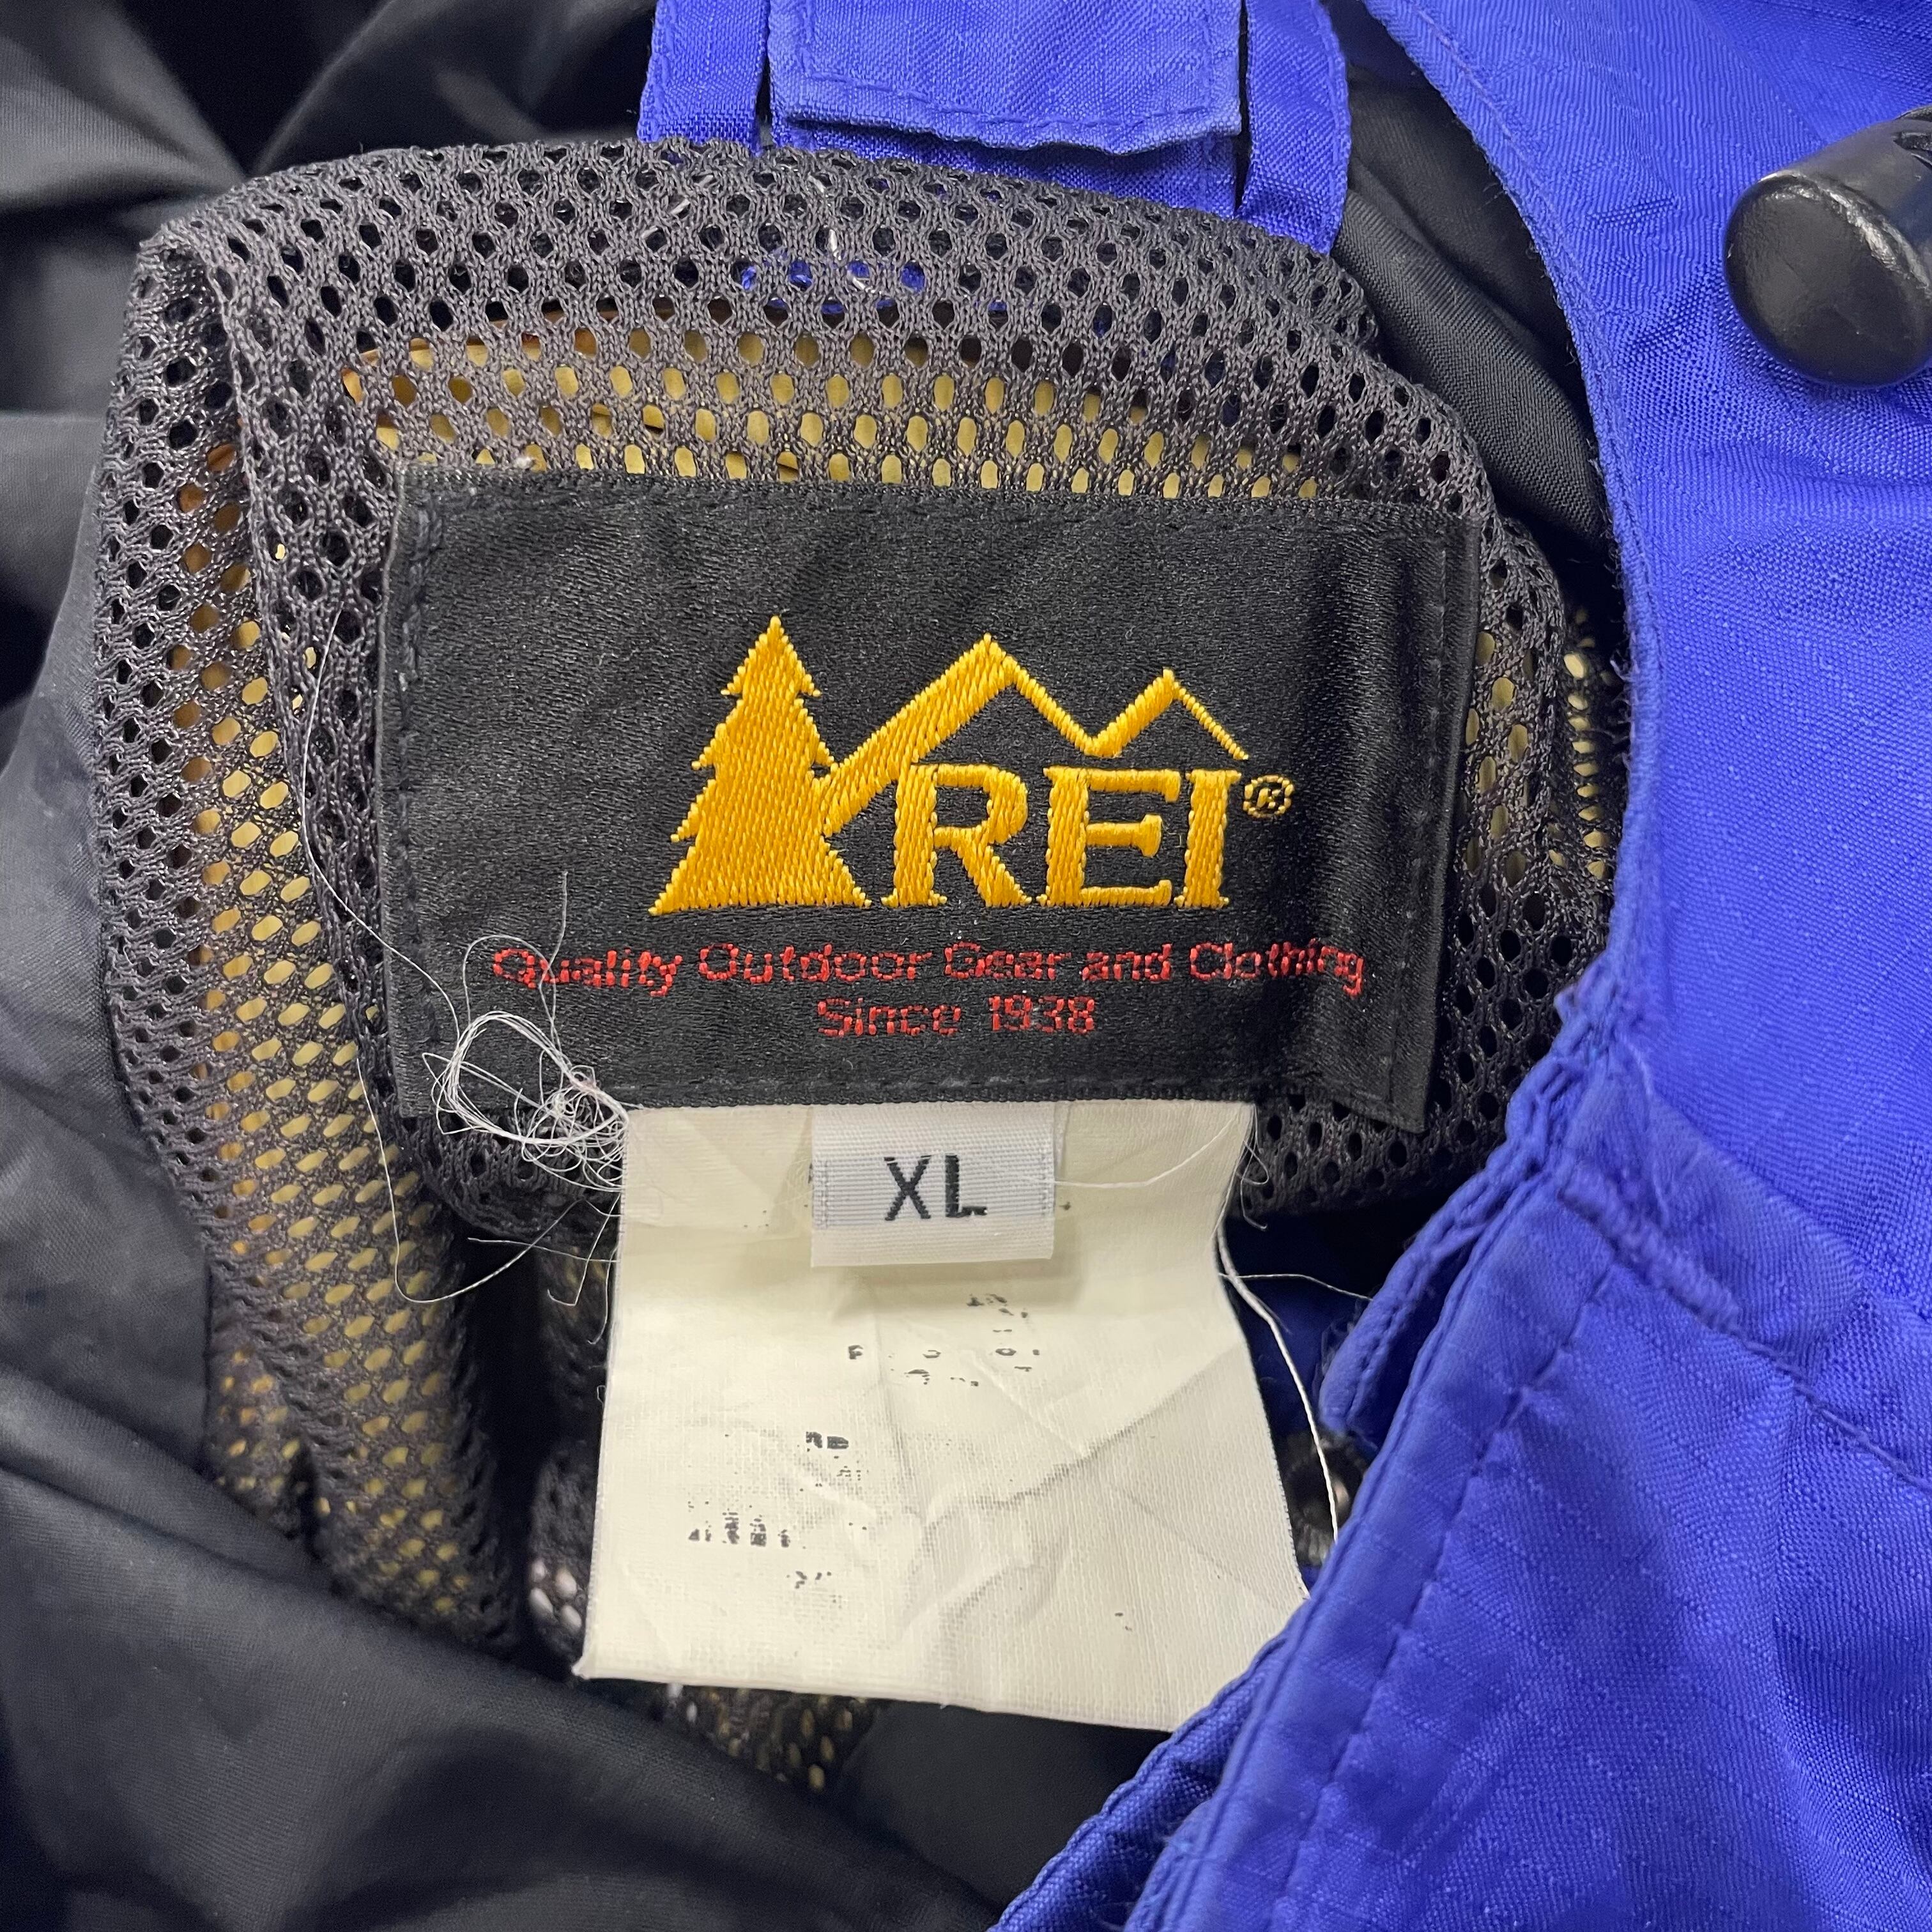 REI®
Quality Outdoor Gear and Clothing
Since 1938
XL